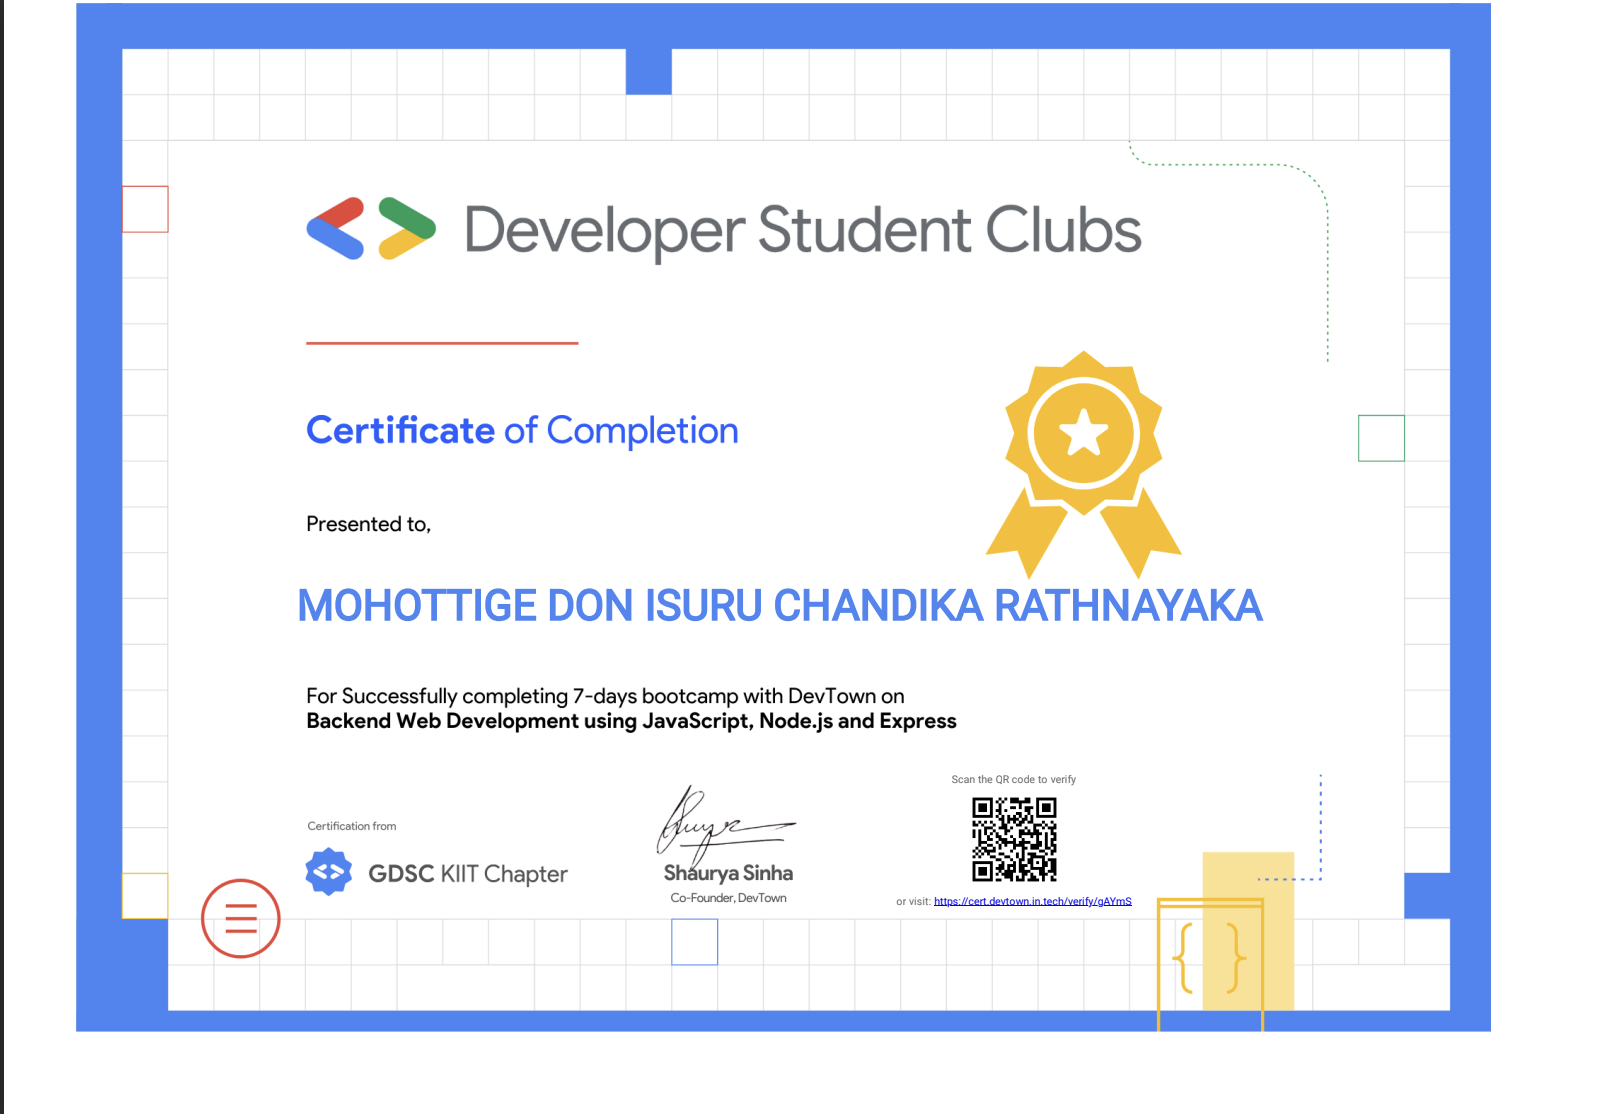 Developer Student Clubs
Certificate of Completion
Presented to,
MOHOTTIGE DON ISURU CHANDIKA RATHNAYAKA
For Successfully completing 7-days bootcamp with DevTown on
Backend Web Development using JavaScript, Node.js and Express
Certification from
GDSC KIIT Chapter
Shaurya Sinha
Co-Founder, DevTown
Scan the QR code to verify
or visit: https://cert.devtown.in.tech/verify/gAYmS
{ }